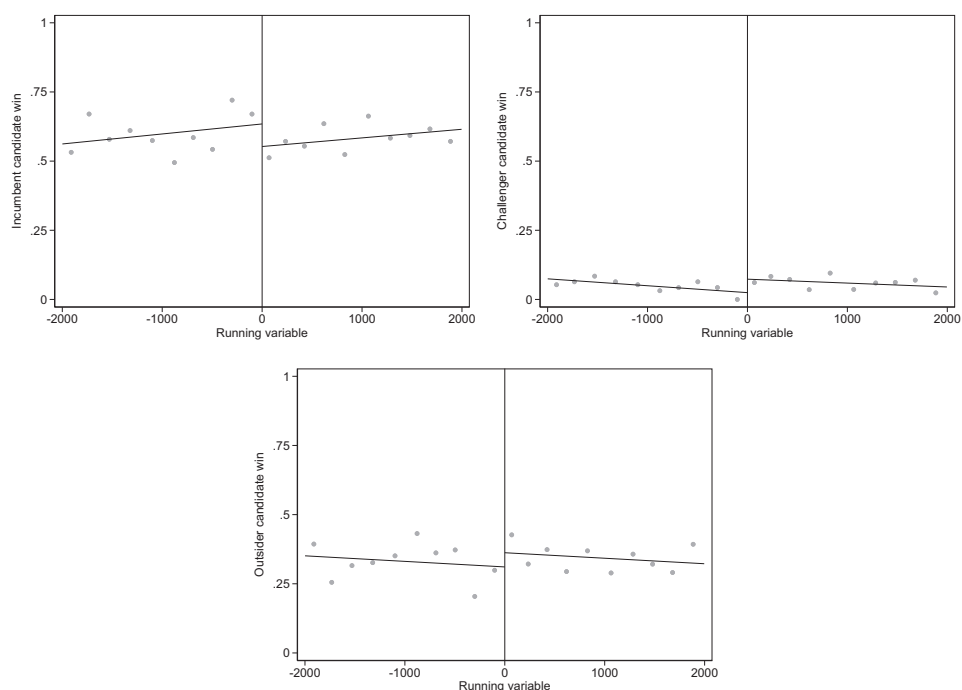 Incumbent candidate win
1
.75
.5
.25
0
-2000 -1000 0 1000 2000
Running variable
Challenger candidate win
1
.75
.5
.25
0
-2000 -1000 0 1000 2000
Running variable
Outsider candidate win
1
.75
.5
.25
0
-2000 -1000 0 1000 2000
Running variable